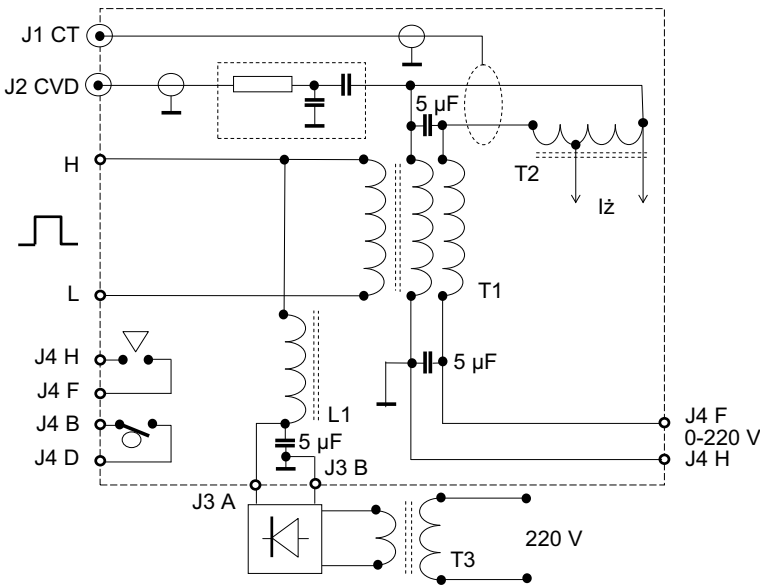 J1 CT
J2 CVD
5 µF
T2
H
Iż
L
T1
J4 H
5 µF
J4 F
L1
J4 F
J4 B
0-220 V
5 µF
J4 D
J4 H
J3 B
J3 A
220 V
T3